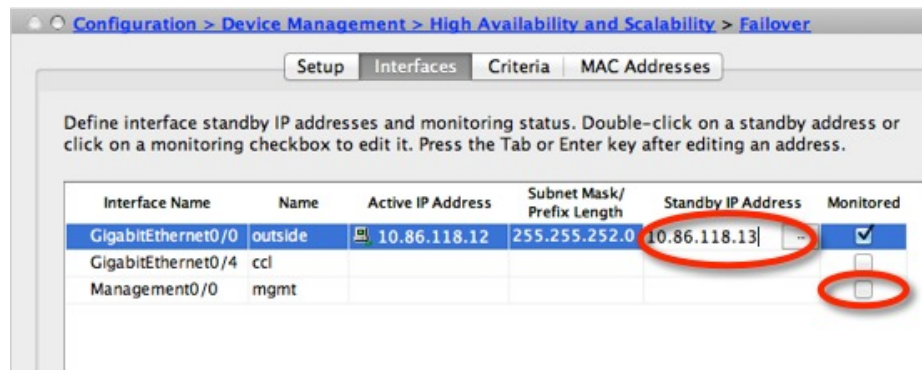 Configuration > Device Management > High Availability and Scalability > Failover
Setup Interfaces Criteria MAC Addresses
Define interface standby IP addresses and monitoring status. Double-click on a standby address or
click on a monitoring checkbox to edit it. Press the Tab or Enter key after editing an address.
Interface Name Name Active IP Address Subnet Mask/ Prefix Length Standby IP Address Monitored
GigabitEthernet0/0 outside 10.86.118.12 255.255.252.0 10.86.118.13 ...
GigabitEthernet0/4 ccl
Management0/0 mgmt